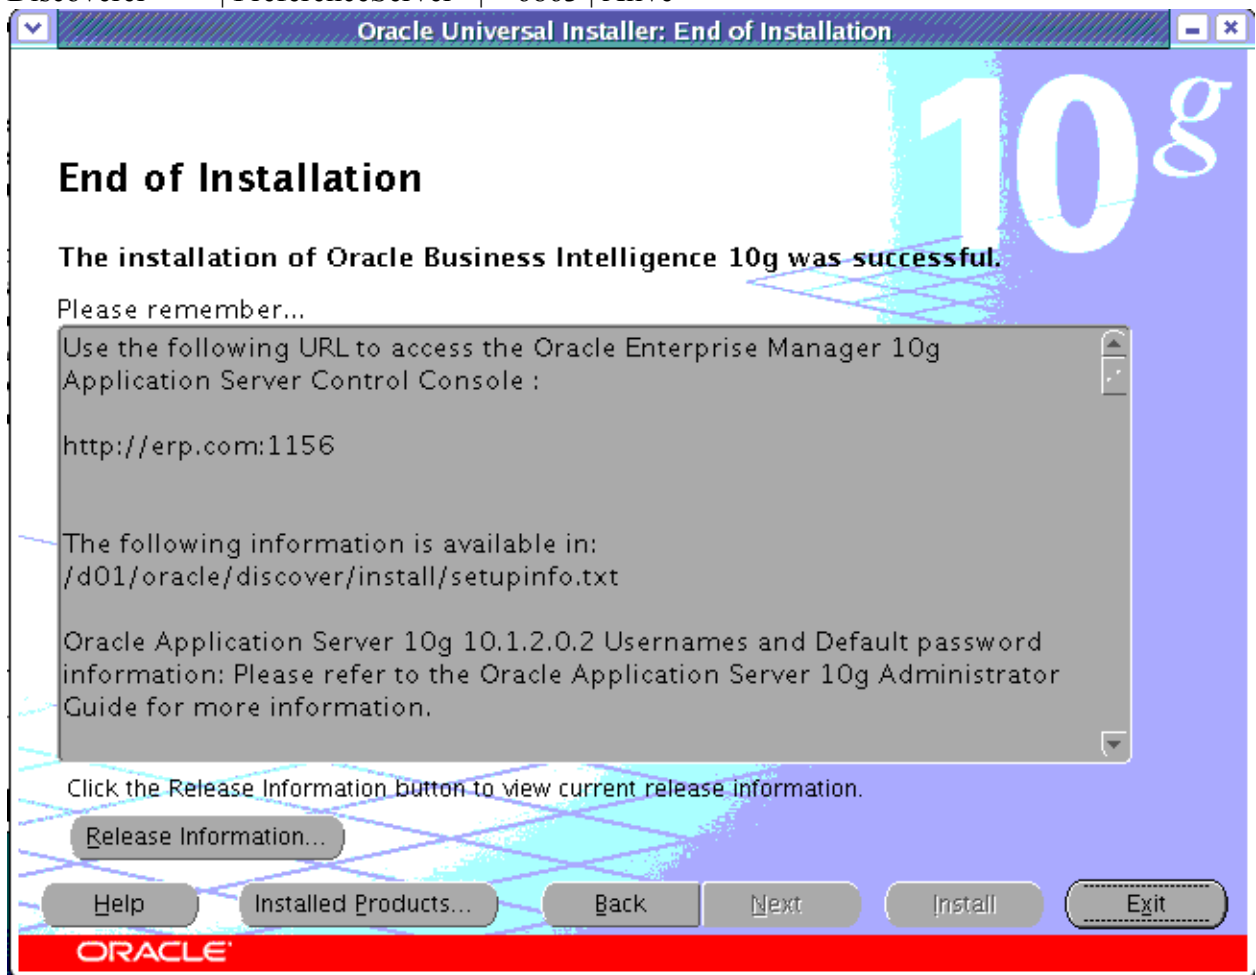 Discoverer | PreferenceServer | 6863 | Alive
Oracle Universal Installer: End of Installation
10g
End of Installation
The installation of Oracle Business Intelligence 10g was successful.
Please remember...
Use the following URL to access the Oracle Enterprise Manager 10g
Application Server Control Console :
http://erp.com:1156
The following information is available in:
/d01/oracle/discover/install/setupinfo.txt
Oracle Application Server 10g 10.1.2.0.2 Usernames and Default password
information: Please refer to the Oracle Application Server 10g Administrator
Guide for more information.
Click the Release Information button to view current release information.
Release Information...
Help Installed Products... Back Next Install Exit
ORACLE